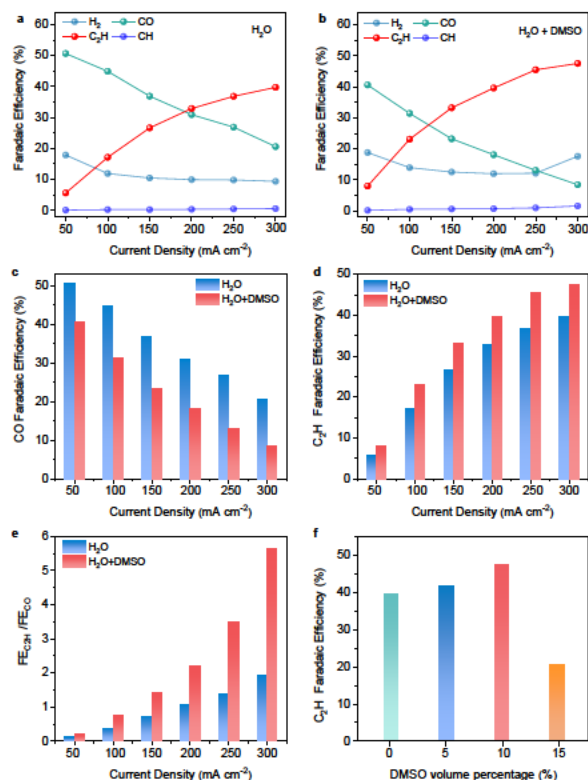 a
H₂
CO
C₂H
CH
H₂O
Faradaic Efficiency (%)
60
50
40
30
20
10
0
50
100
150
200
250
300
Current Density (mA cm⁻²)
b
H₂
CO
C₂H
CH
H₂O + DMSO
Faradaic Efficiency (%)
60
50
40
30
20
10
0
50
100
150
200
250
300
Current Density (mA cm⁻²)
c
H₂O
H₂O+DMSO
CO Faradaic Efficiency (%)
50
40
30
20
10
0
50
100
150
200
250
300
Current Density (mA cm⁻²)
d
H₂O
H₂O+DMSO
C₂H Faradaic Efficiency (%)
50
40
30
20
10
0
50
100
150
200
250
300
Current Density (mA cm⁻²)
e
H₂O
H₂O+DMSO
FE_C2H /FE_CO
6
5
4
3
2
1
0
50
100
150
200
250
300
Current Density (mA cm⁻²)
f
C₂H Faradaic Efficiency (%)
50
40
30
20
10
0
0
5
10
15
DMSO volume percentage (%)